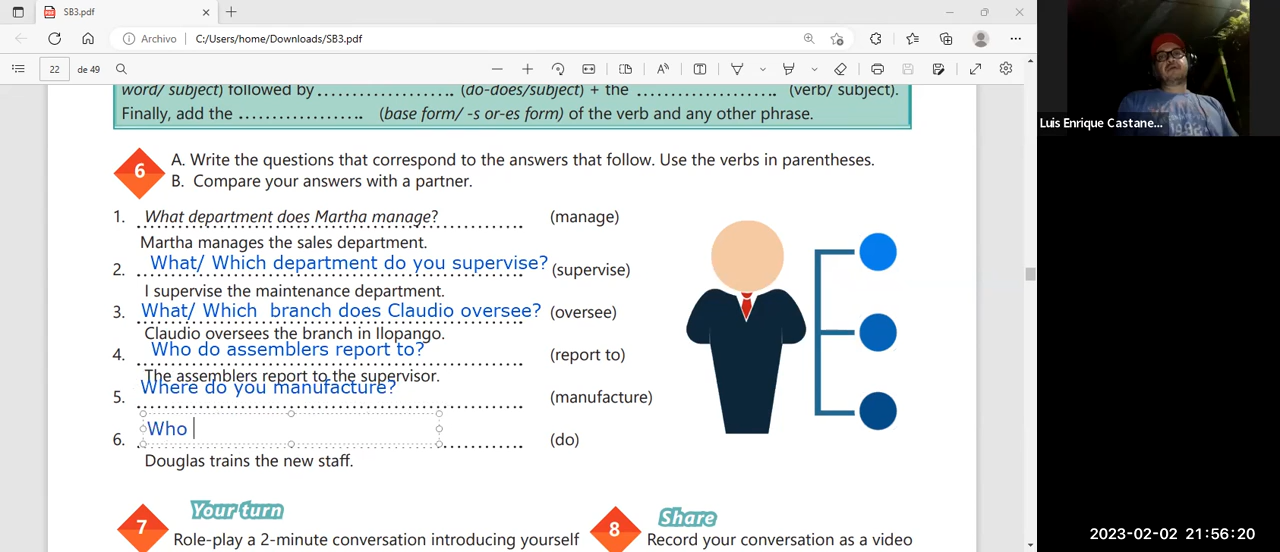 SB3.pdf
Archivo C:/Users/home/Downloads/SB3.pdf
22 de 49
word/ subject) followed by (do-does/subject) + the (verb/ subject).
Finally, add the (base form/ -s or-es form) of the verb and any other phrase.
6
A. Write the questions that correspond to the answers that follow. Use the verbs in parentheses.
B. Compare your answers with a partner.
1. What department does Martha manage? (manage)
Martha manages the sales department.
2. What/ Which department do you supervise? (supervise)
I supervise the maintenance department.
3. What/ Which branch does Claudio oversee? (oversee)
Claudio oversees the branch in Ilopango.
4. Who do assemblers report to? (report to)
The assemblers report to the supervisor.
5. Where do you manufacture? (manufacture)
6. Who (do)
Douglas trains the new staff.
7 Your turn
Role-play a 2-minute conversation introducing yourself
8 Share
Record your conversation as a video
Luis Enrique Castane...
2023-02-02 21:56:20